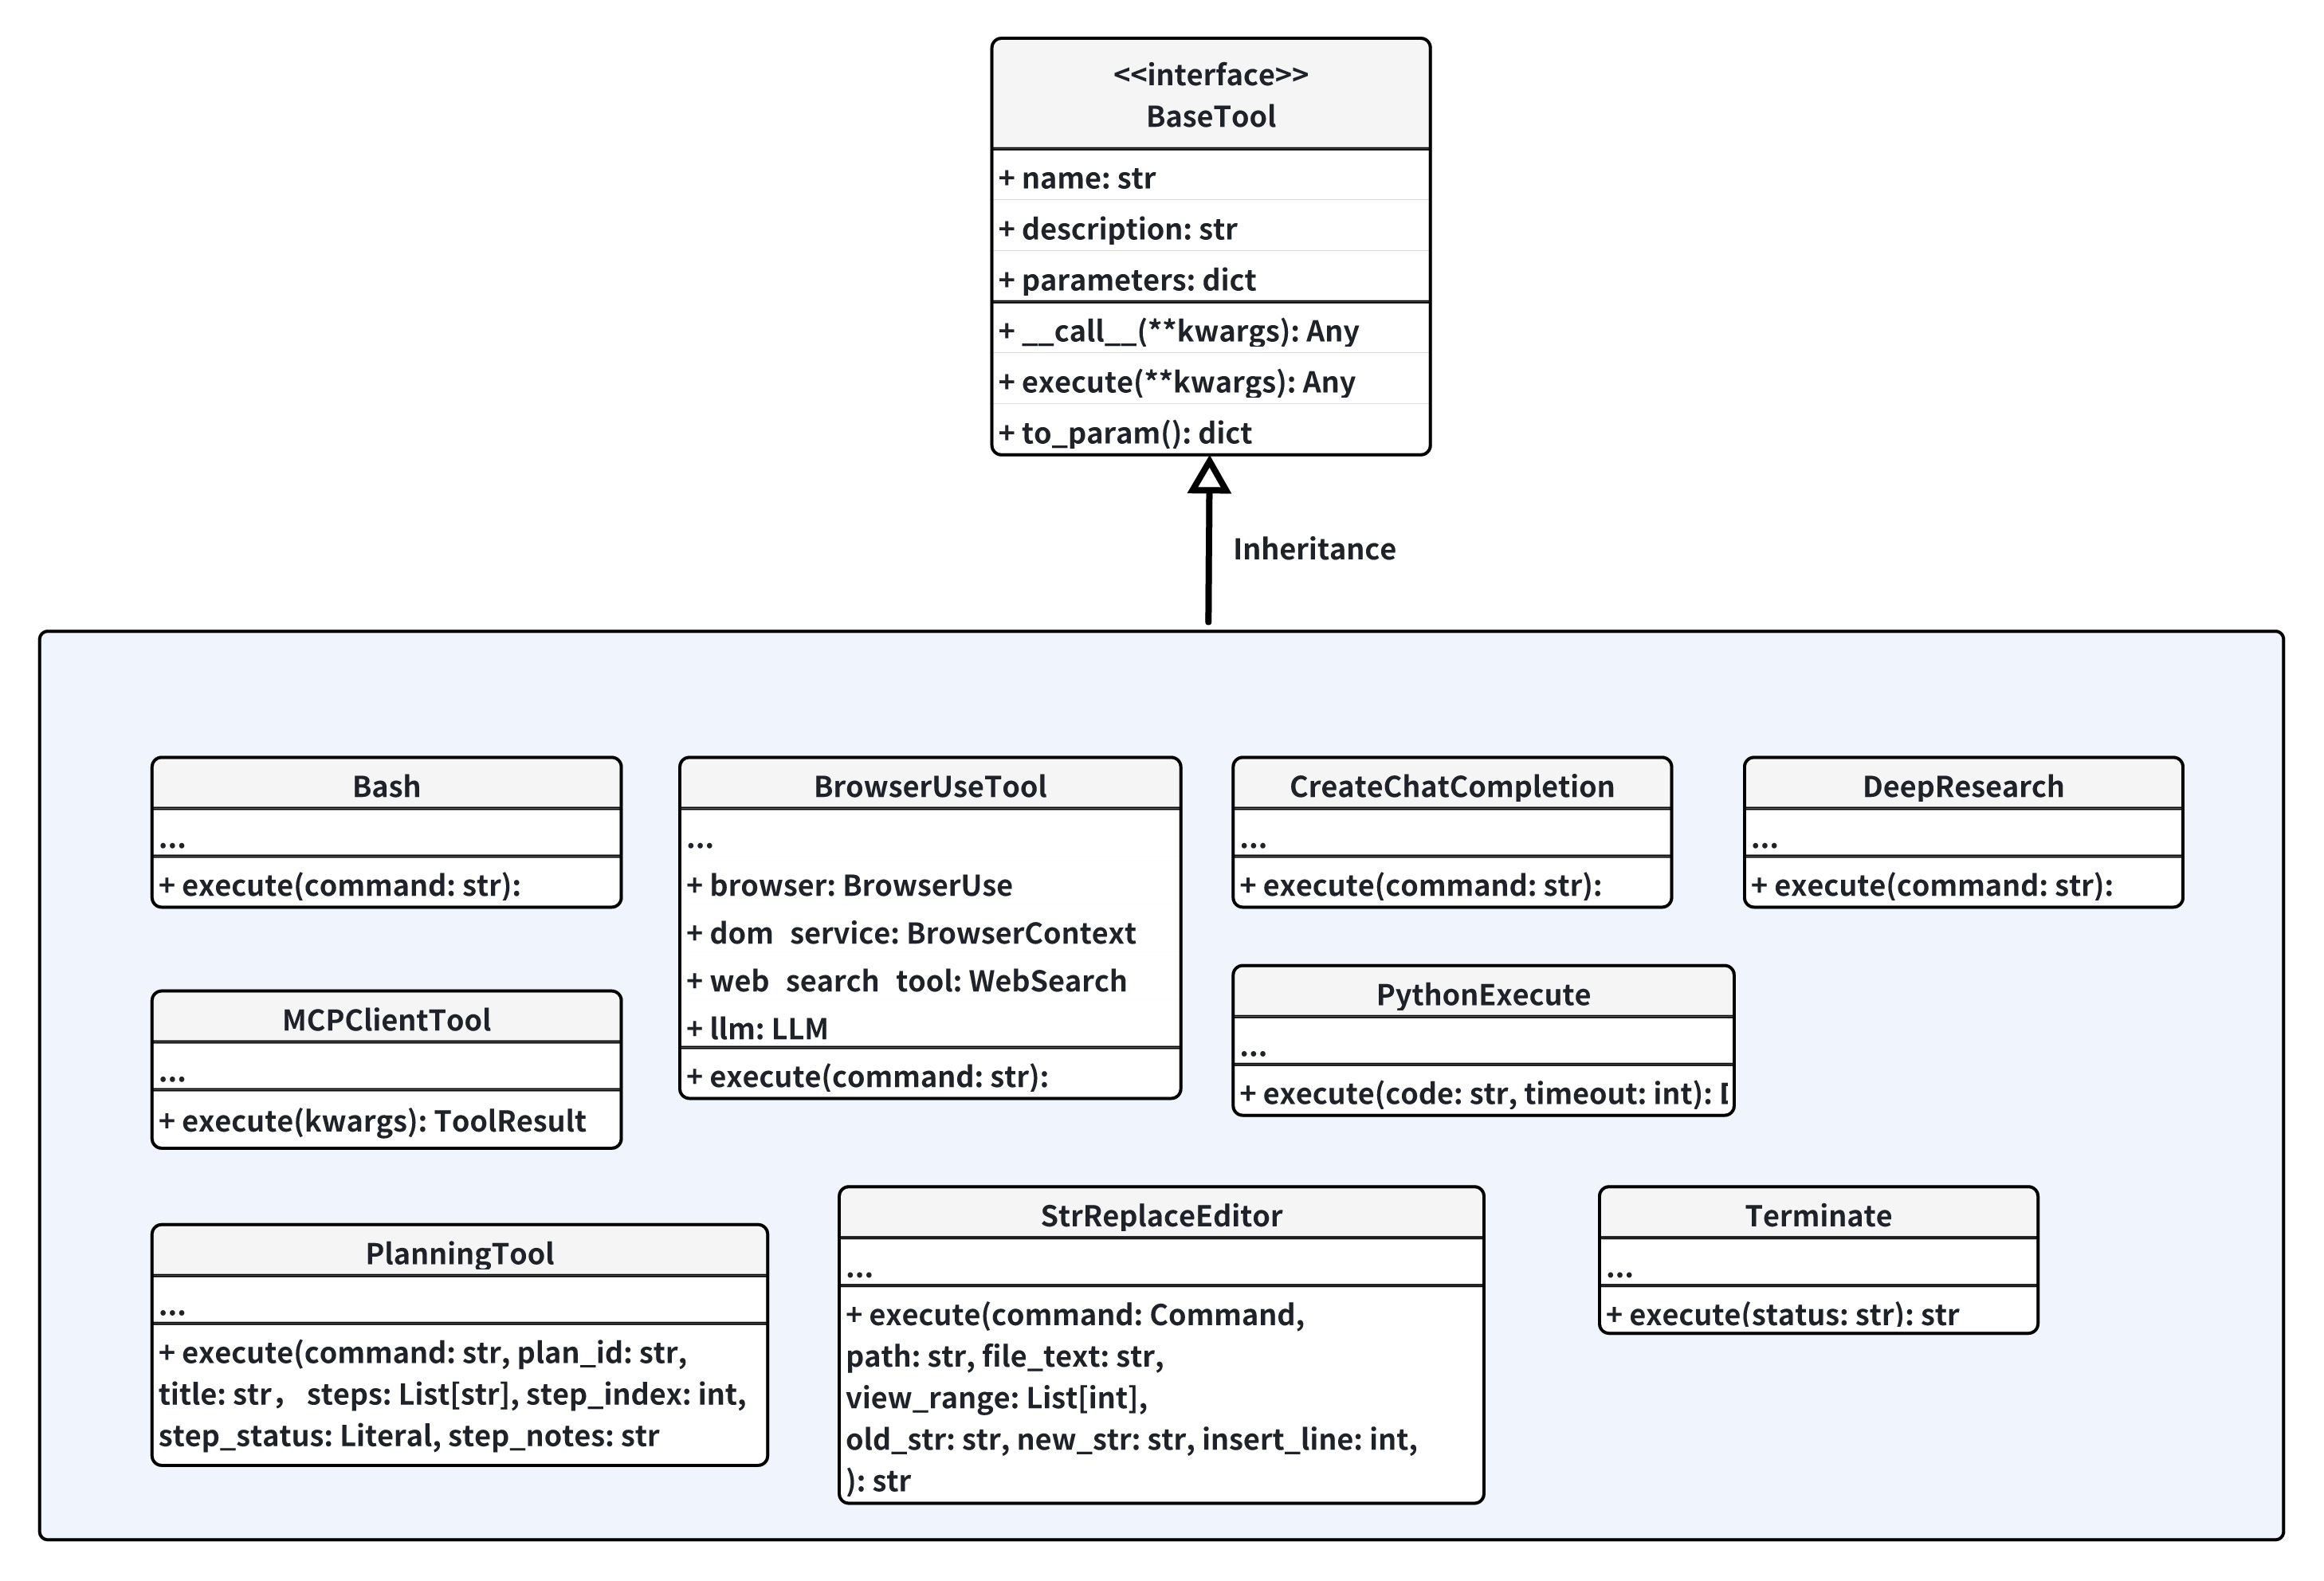 <<interface>>
BaseTool
+ name: str
+ description: str
+ parameters: dict
+ __call__(**kwargs): Any
+ execute(**kwargs): Any
+ to_param(): dict
Inheritance
Bash
...
+ execute(command: str):
BrowserUseTool
...
+ browser: BrowserUse
+ dom  service: BrowserContext
+ web  search  tool: WebSearch
+ llm: LLM
+ execute(command: str):
CreateChatCompletion
...
+ execute(command: str):
DeepResearch
...
+ execute(command: str):
MCPClientTool
...
+ execute(kwargs): ToolResult
PythonExecute
...
+ execute(code: str, timeout: int):
PlanningTool
...
+ execute(command: str, plan_id: str,
title: str,   steps: List[str], step_index: int,
step_status: Literal, step_notes: str
StrReplaceEditor
...
+ execute(command: Command,
path: str, file_text: str,
view_range: List[int],
old_str: str, new_str: str, insert_line: int,
): str
Terminate
...
+ execute(status: str): str